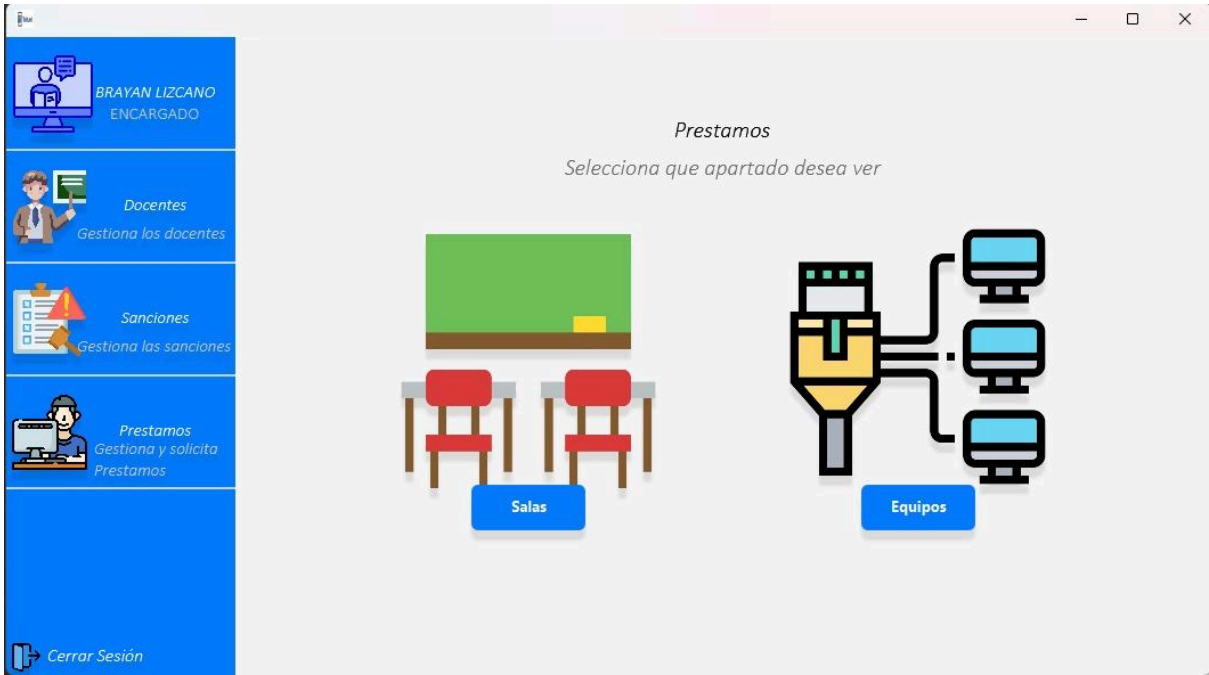 BRAYAN LIZCANO
ENCARGADO
Docentes
Gestiona los docentes
Sanciones
Gestiona las sanciones
Prestamos
Gestiona y solicita
Prestamos
Cerrar Sesión
Prestamos
Selecciona que apartado desea ver
Salas
Equipos